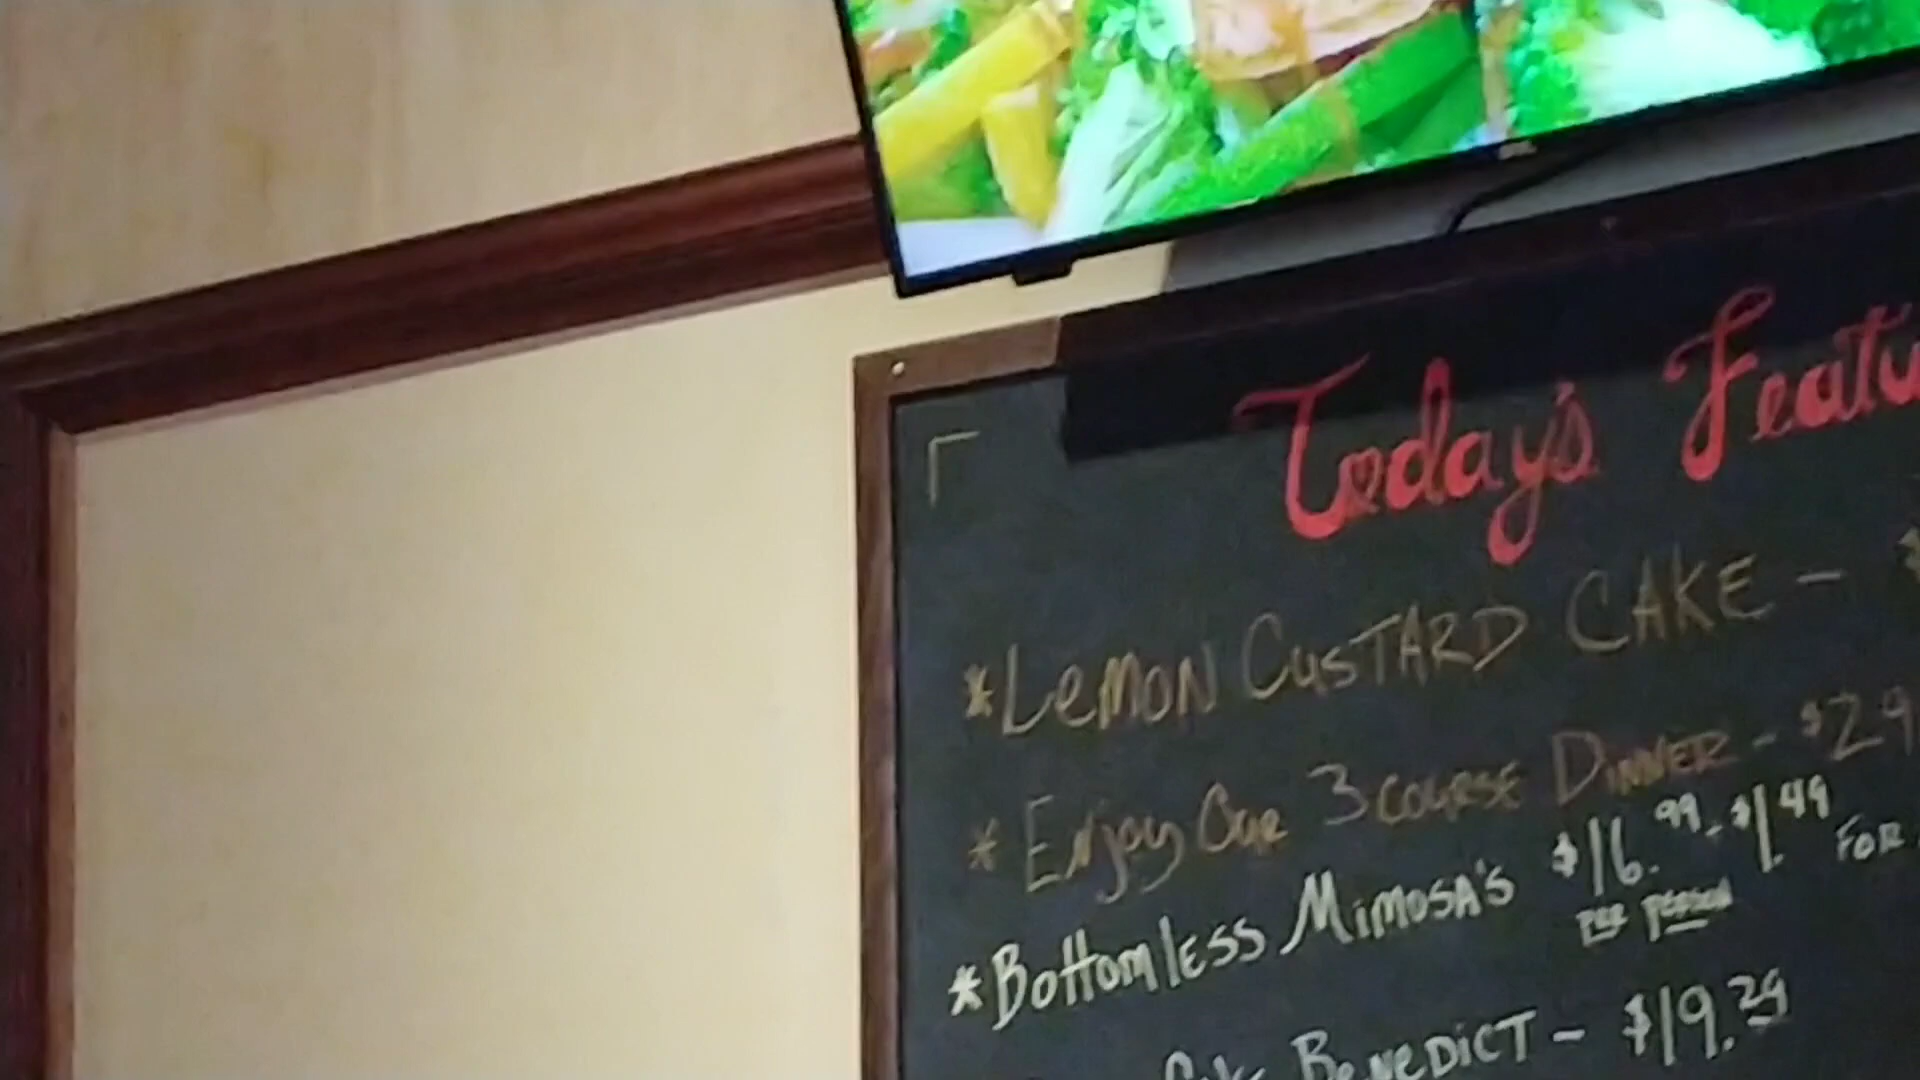 Today's Featu
*LEMON CUSTARD CAKE - $
* Enjoy Our 3 COURSE DINNER - $29
*Bottomless Mimosa's $16.99 - $1.49 FOR
PER PERSON
BENEDICT - $19.29